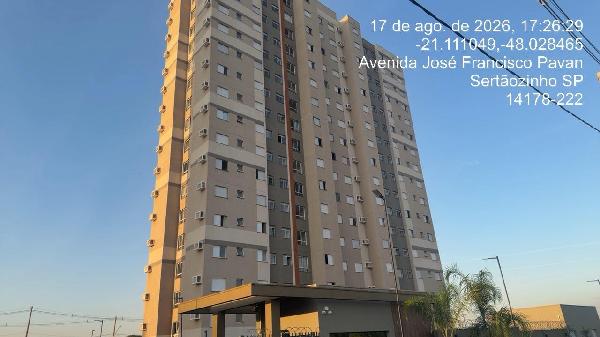 17 de ago. de 2026, 17:26:29
-21.111049,-48.028465
Avenida José Francisco Pavan
Sertãozinho SP
14178-222